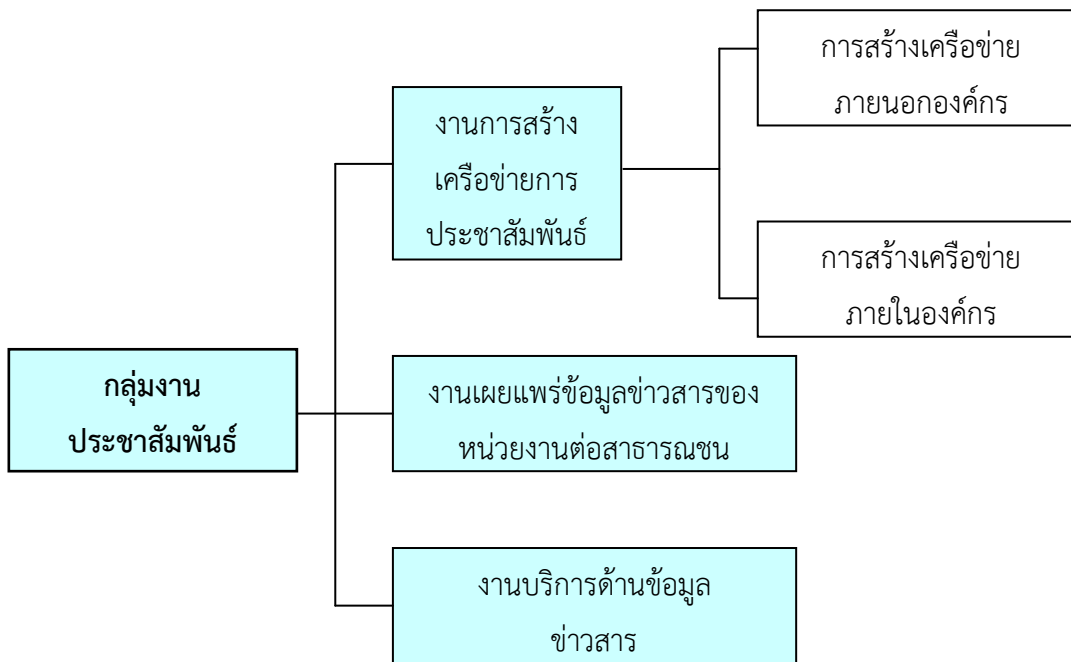 การสร้างเครือข่าย
ภายนอกองค์กร
งานการสร้าง
เครือข่ายการ
ประชาสัมพันธ์
การสร้างเครือข่าย
ภายในองค์กร
กลุ่มงาน
ประชาสัมพันธ์
งานเผยแพร่ข้อมูลข่าวสารของ
หน่วยงานต่อสาธารณชน
งานบริการด้านข้อมูล
ข่าวสาร